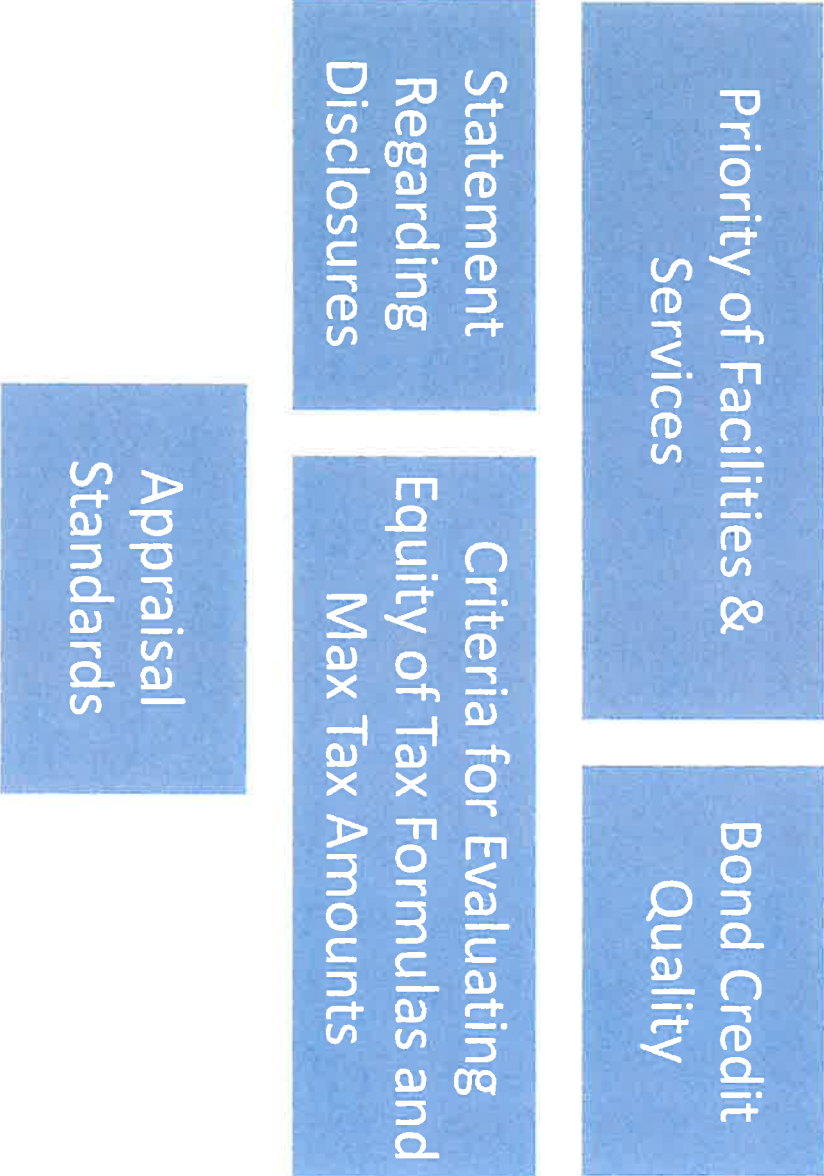 Priority of Facilities &
Services
Bond Credit
Quality
Statement
Regarding
Disclosures
Criteria for Evaluating
Equity of Tax Formulas and
Max Tax Amounts
Appraisal
Standards